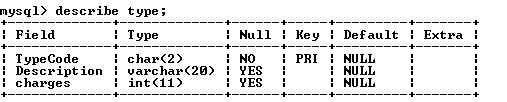 mysql> describe type;
+-------------+-------------+------+-----+---------+-------+
| Field       | Type        | Null | Key | Default | Extra |
+-------------+-------------+------+-----+---------+-------+
| TypeCode    | char(2)     | NO   | PRI | NULL    |       |
| Description | varchar(20) | YES  |     | NULL    |       |
| charges     | int(11)     | YES  |     | NULL    |       |
+-------------+-------------+------+-----+---------+-------+